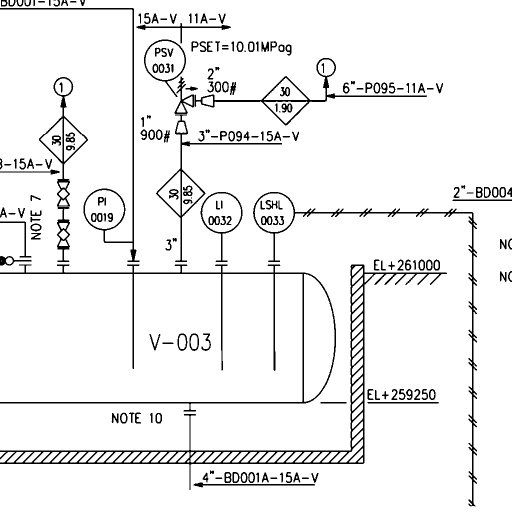 BD001-15A-V
15A-V 11A-V
PSV
0031
PSET=10.01MPag
2"
300#
1
1
30
1.90
6"-P095-11A-V
1"
900#
3"-P094-15A-V
30
9.85
30
9.85
-15A-V
2"-BD004
A-V
NOTE 7
PI
0019
LI
0032
LSHL
0033
3"
EL+261000
V-003
EL+259250
NOTE 10
4"-BD001A-15A-V